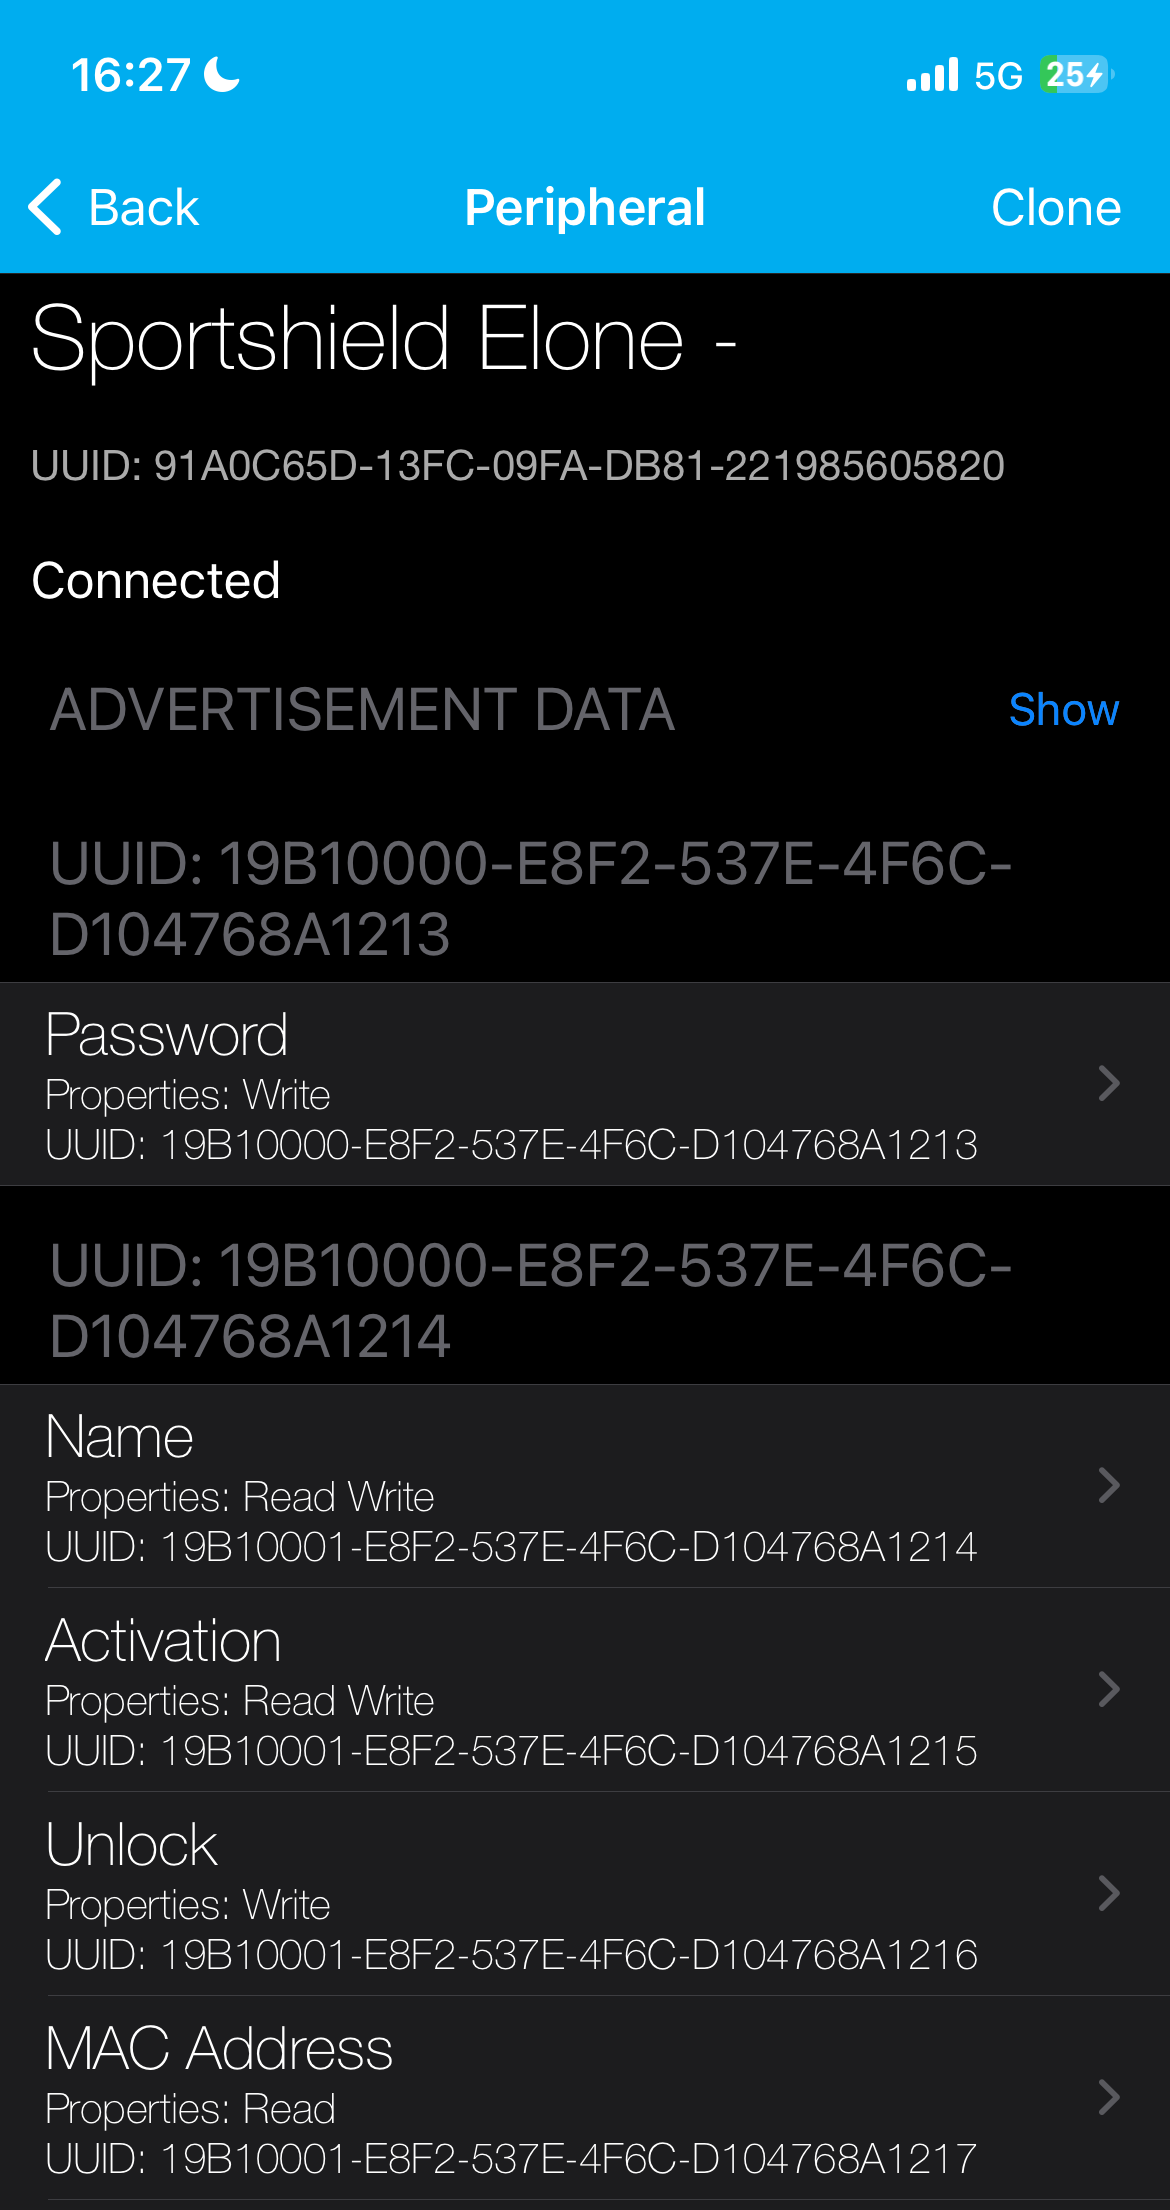 16:27
5G 25
Back Peripheral Clone
Sportshield Elone -
UUID: 91A0C65D-13FC-09FA-DB81-221985605820
Connected
ADVERTISEMENT DATA Show
UUID: 19B10000-E8F2-537E-4F6C-
D104768A1213
Password
Properties: Write
UUID: 19B10000-E8F2-537E-4F6C-D104768A1213
UUID: 19B10000-E8F2-537E-4F6C-
D104768A1214
Name
Properties: Read Write
UUID: 19B10001-E8F2-537E-4F6C-D104768A1214
Activation
Properties: Read Write
UUID: 19B10001-E8F2-537E-4F6C-D104768A1215
Unlock
Properties: Write
UUID: 19B10001-E8F2-537E-4F6C-D104768A1216
MAC Address
Properties: Read
UUID: 19B10001-E8F2-537E-4F6C-D104768A1217